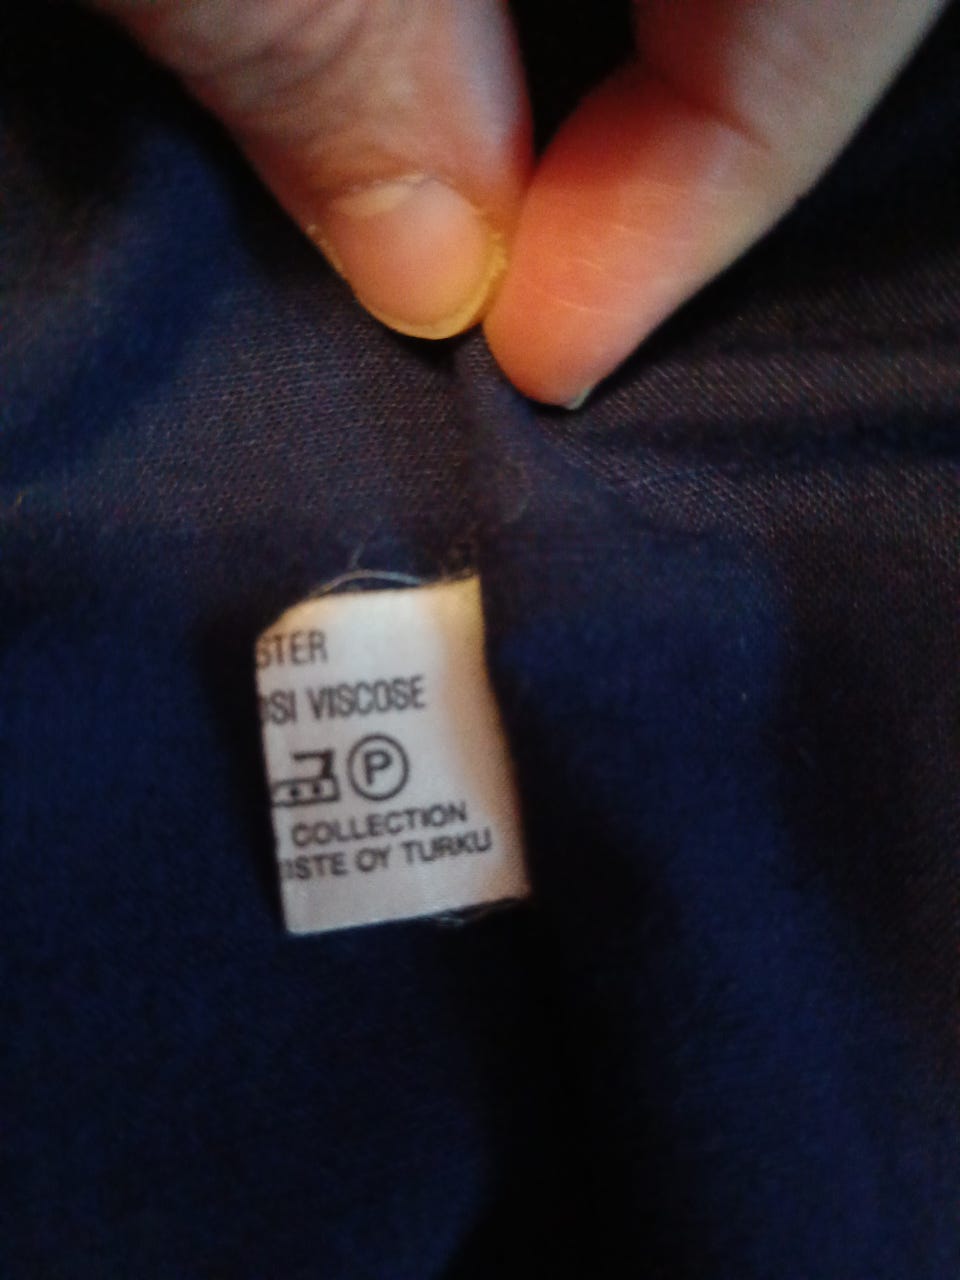 STER
OSI VISCOSE
P
COLLECTION
ISTE OY TURKU